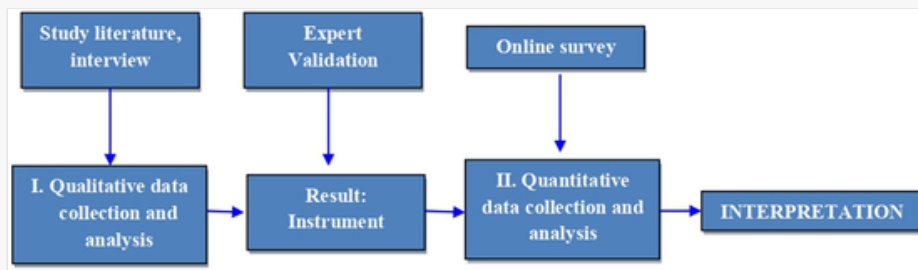 Study literature,
interview
Expert
Validation
Online survey
I. Qualitative data
collection and
analysis
Result:
Instrument
II. Quantitative
data collection and
analysis
INTERPRETATION